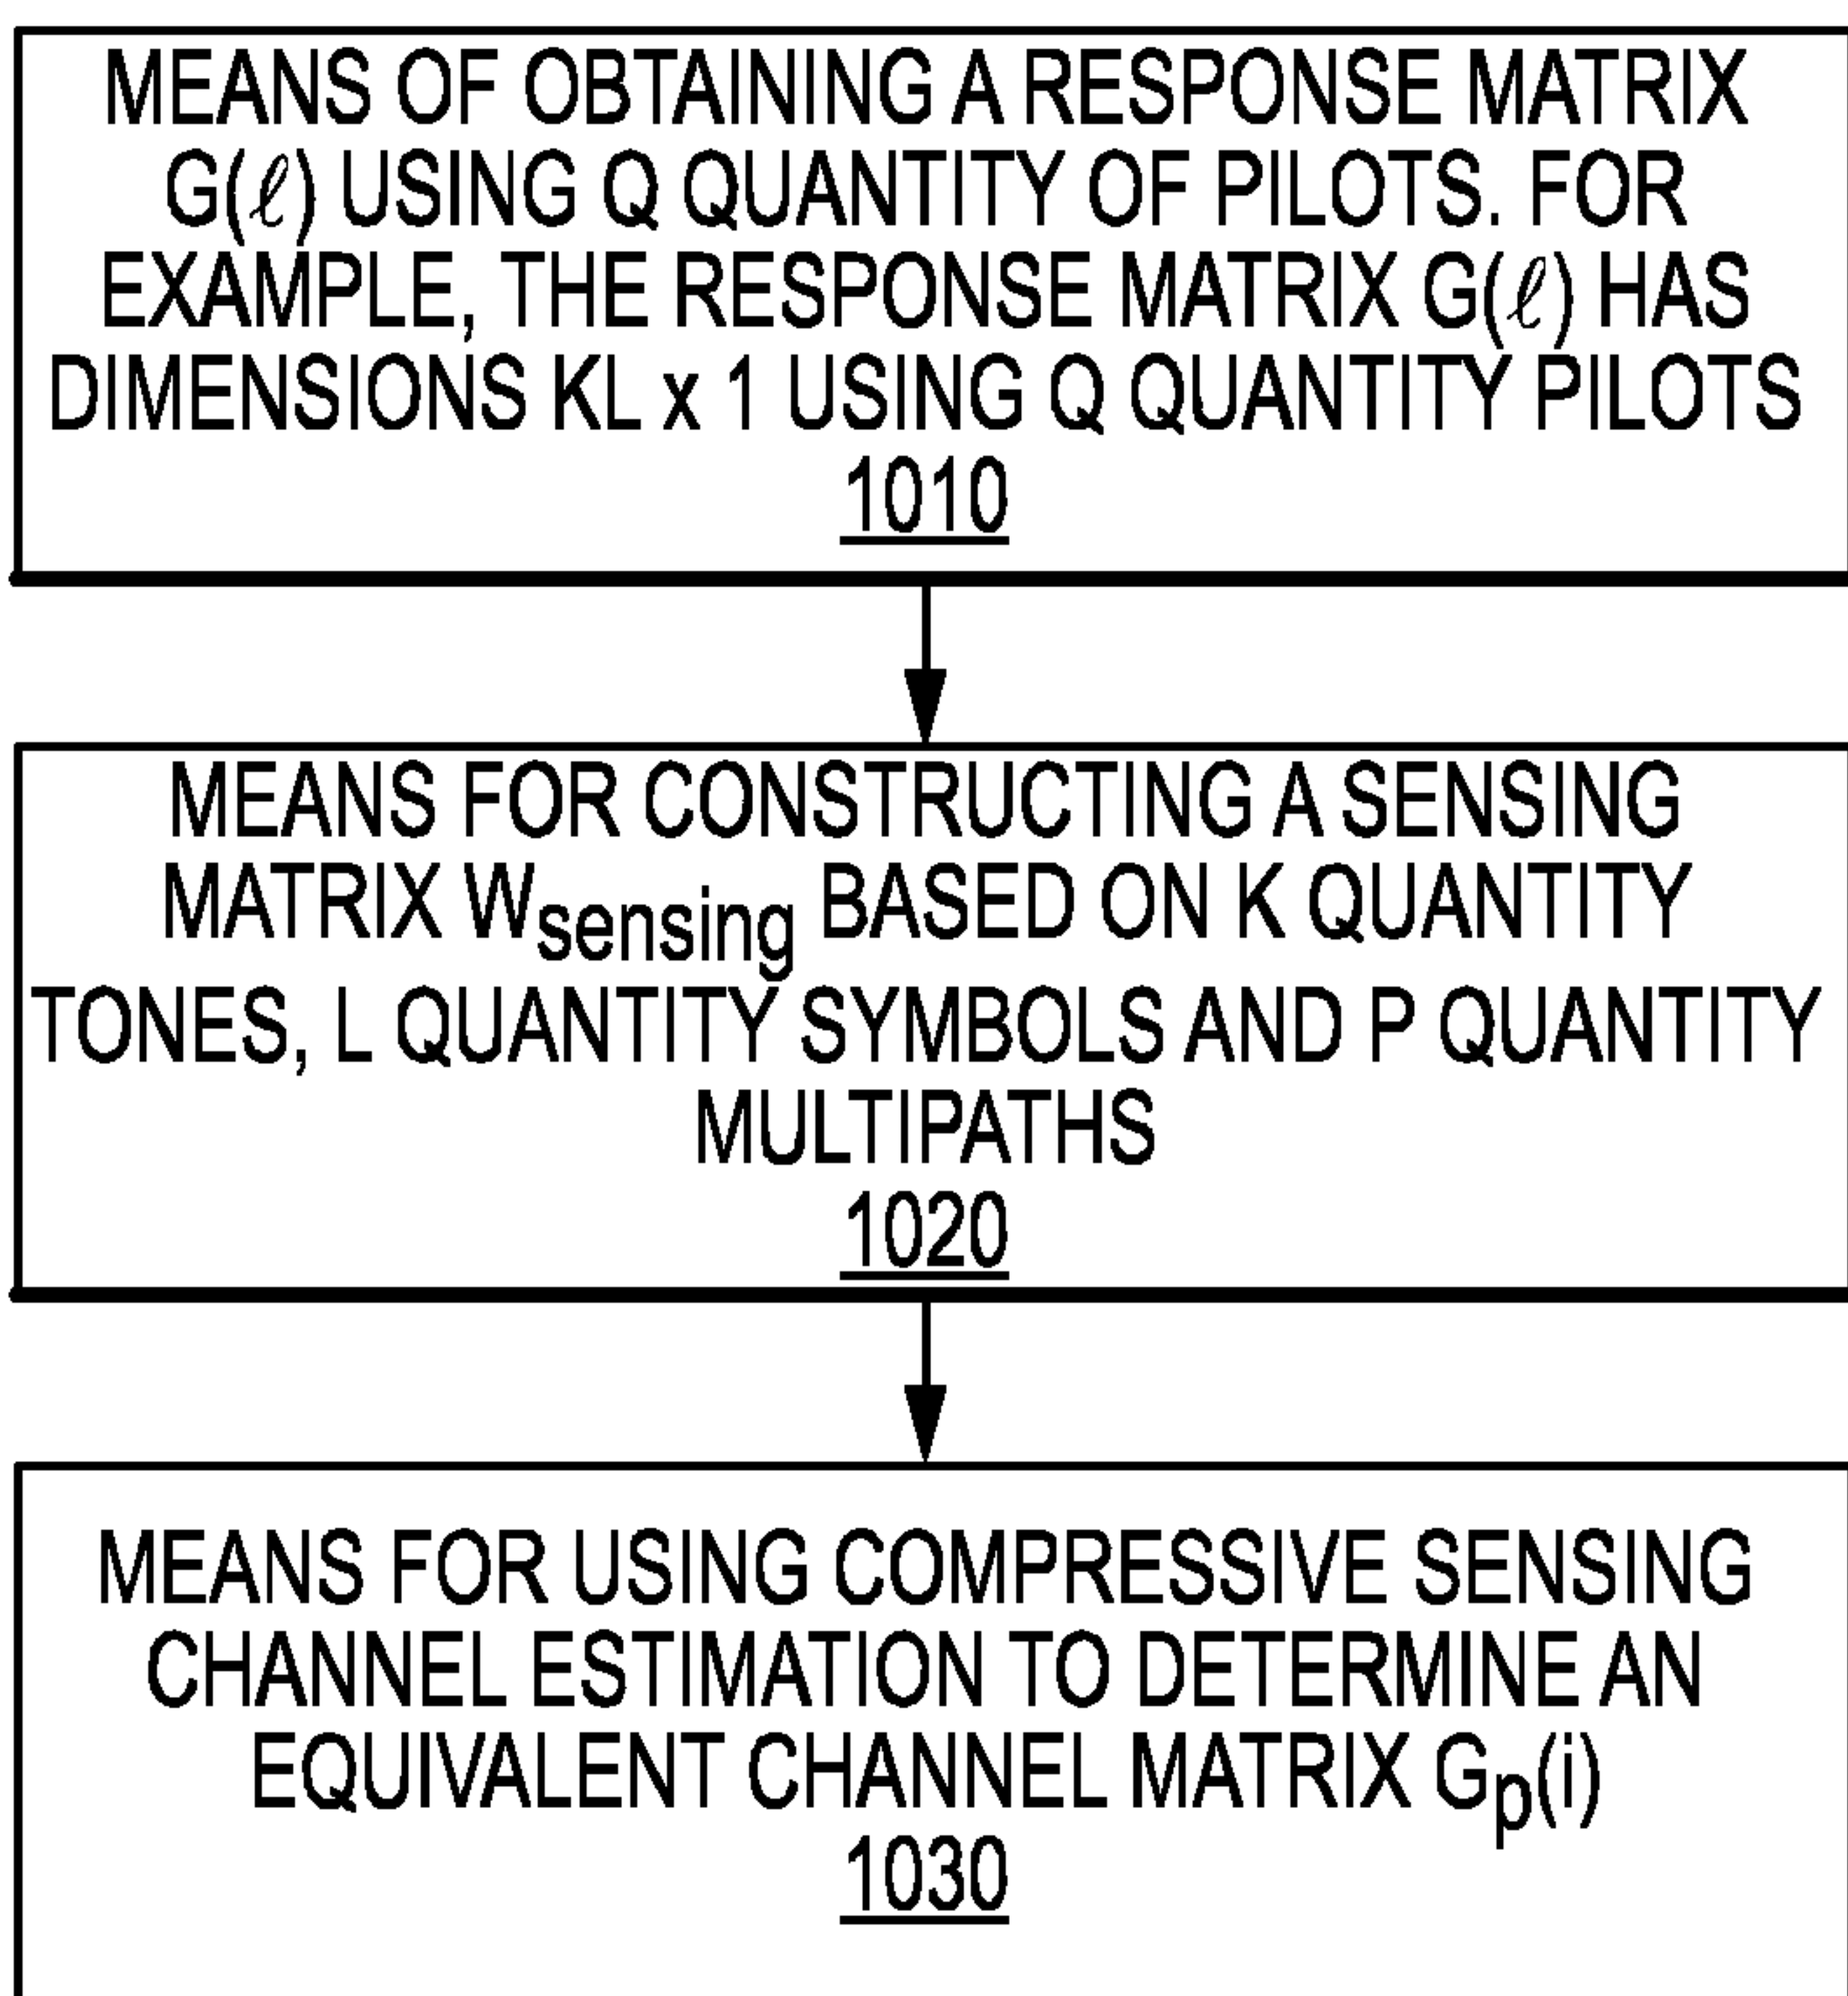 MEANS OF OBTAINING A RESPONSE MATRIX
G(ℓ) USING Q QUANTITY OF PILOTS. FOR
EXAMPLE, THE RESPONSE MATRIX G(ℓ) HAS
DIMENSIONS KL x 1 USING Q QUANTITY PILOTS
1010
MEANS FOR CONSTRUCTING A SENSING
MATRIX Wsensing BASED ON K QUANTITY
TONES, L QUANTITY SYMBOLS AND P QUANTITY
MULTIPATHS
1020
MEANS FOR USING COMPRESSIVE SENSING
CHANNEL ESTIMATION TO DETERMINE AN
EQUIVALENT CHANNEL MATRIX Gp(i)
1030